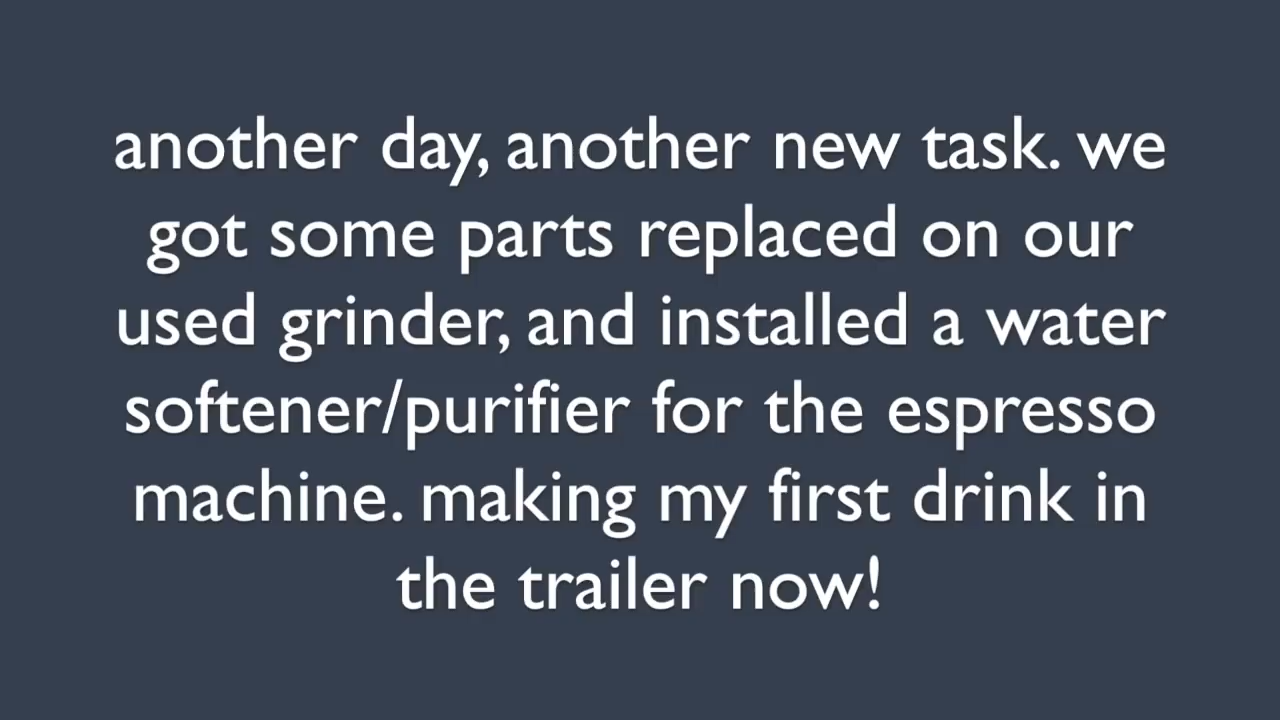 another day, another new task. we
got some parts replaced on our
used grinder, and installed a water
softener/purifier for the espresso
machine. making my first drink in
the trailer now!